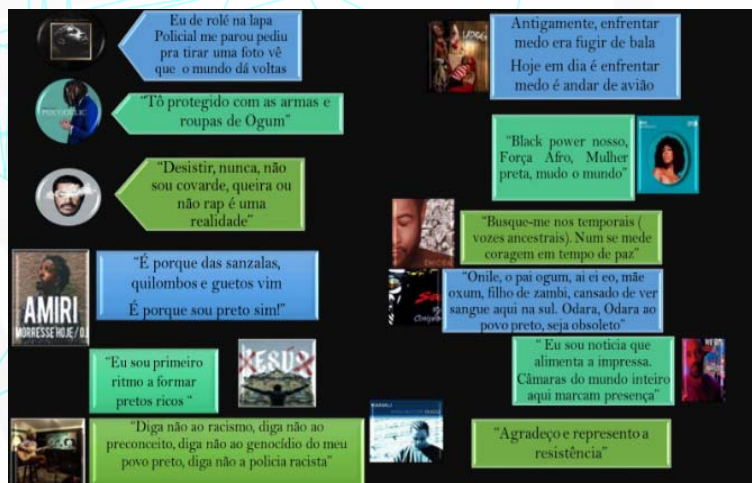 Eu de rolé na lapa
Policial me parou pediu
pra tirar uma foto vê
que o mundo dá voltas
"Tô protegido com as armas e
roupas de Ogum"
"Desistir, nunca, não
sou covarde, queira ou
não rap é uma
realidade"
"É porque das sanzalas,
quilombos e guetos vim
É porque sou preto sim!"
AMIRI
"Eu sou primeiro
ritmo a formar
pretos ricos "
"Diga não ao racismo, diga não ao
preconceito, diga não ao genocídio do meu
povo preto, diga não a policia racista"
Antigamente, enfrentar
medo era fugir de bala
Hoje em dia é enfrentar
medo é andar de avião
"Black power nosso,
Força Afro, Mulher
preta, mudo o mundo"
"Busque-me nos temporais (
vozes ancestrais). Num se mede
coragem em tempo de paz"
"Onile, o pai ogum, ai ei eo, mãe
oxum, filho de zambi, cansado de ver
sangue aqui na sul. Odara, Odara ao
povo preto, seja obsoleto"
" Eu sou noticia que
alimenta a impressa.
Câmaras do mundo inteiro
aqui marcam presença"
"Agradeço e represento a
resistência"